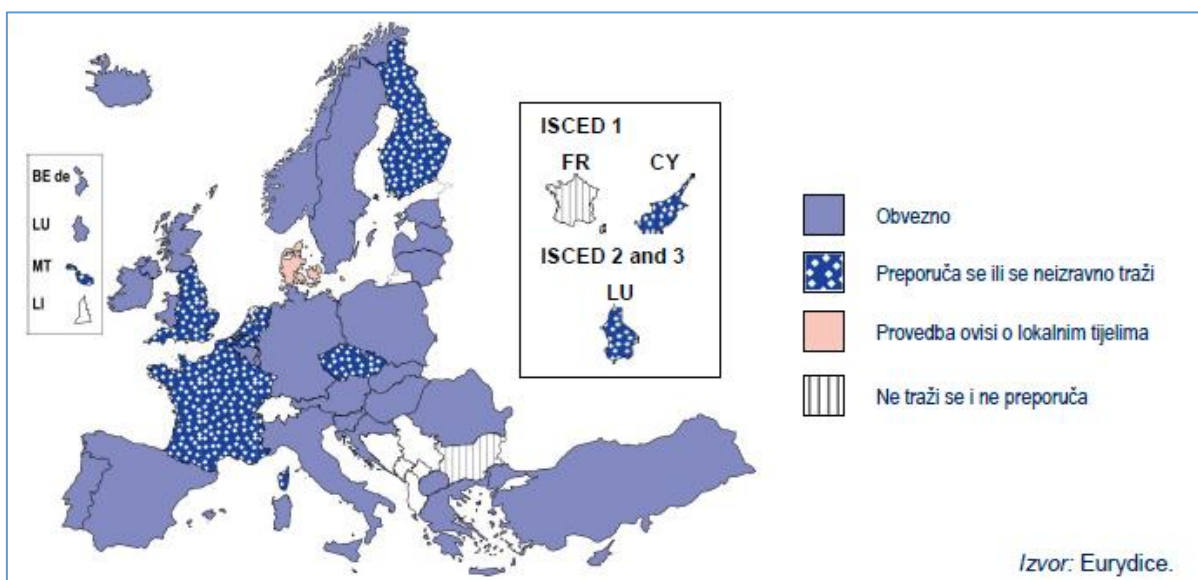 BE de
LU
MT
LI
ISCED 1
FR CY
ISCED 2 and 3
LU
Obvezno
Preporuča se ili se neizravno traži
Provedba ovisi o lokalnim tijelima
Ne traži se i ne preporuča
Izvor: Eurydice.